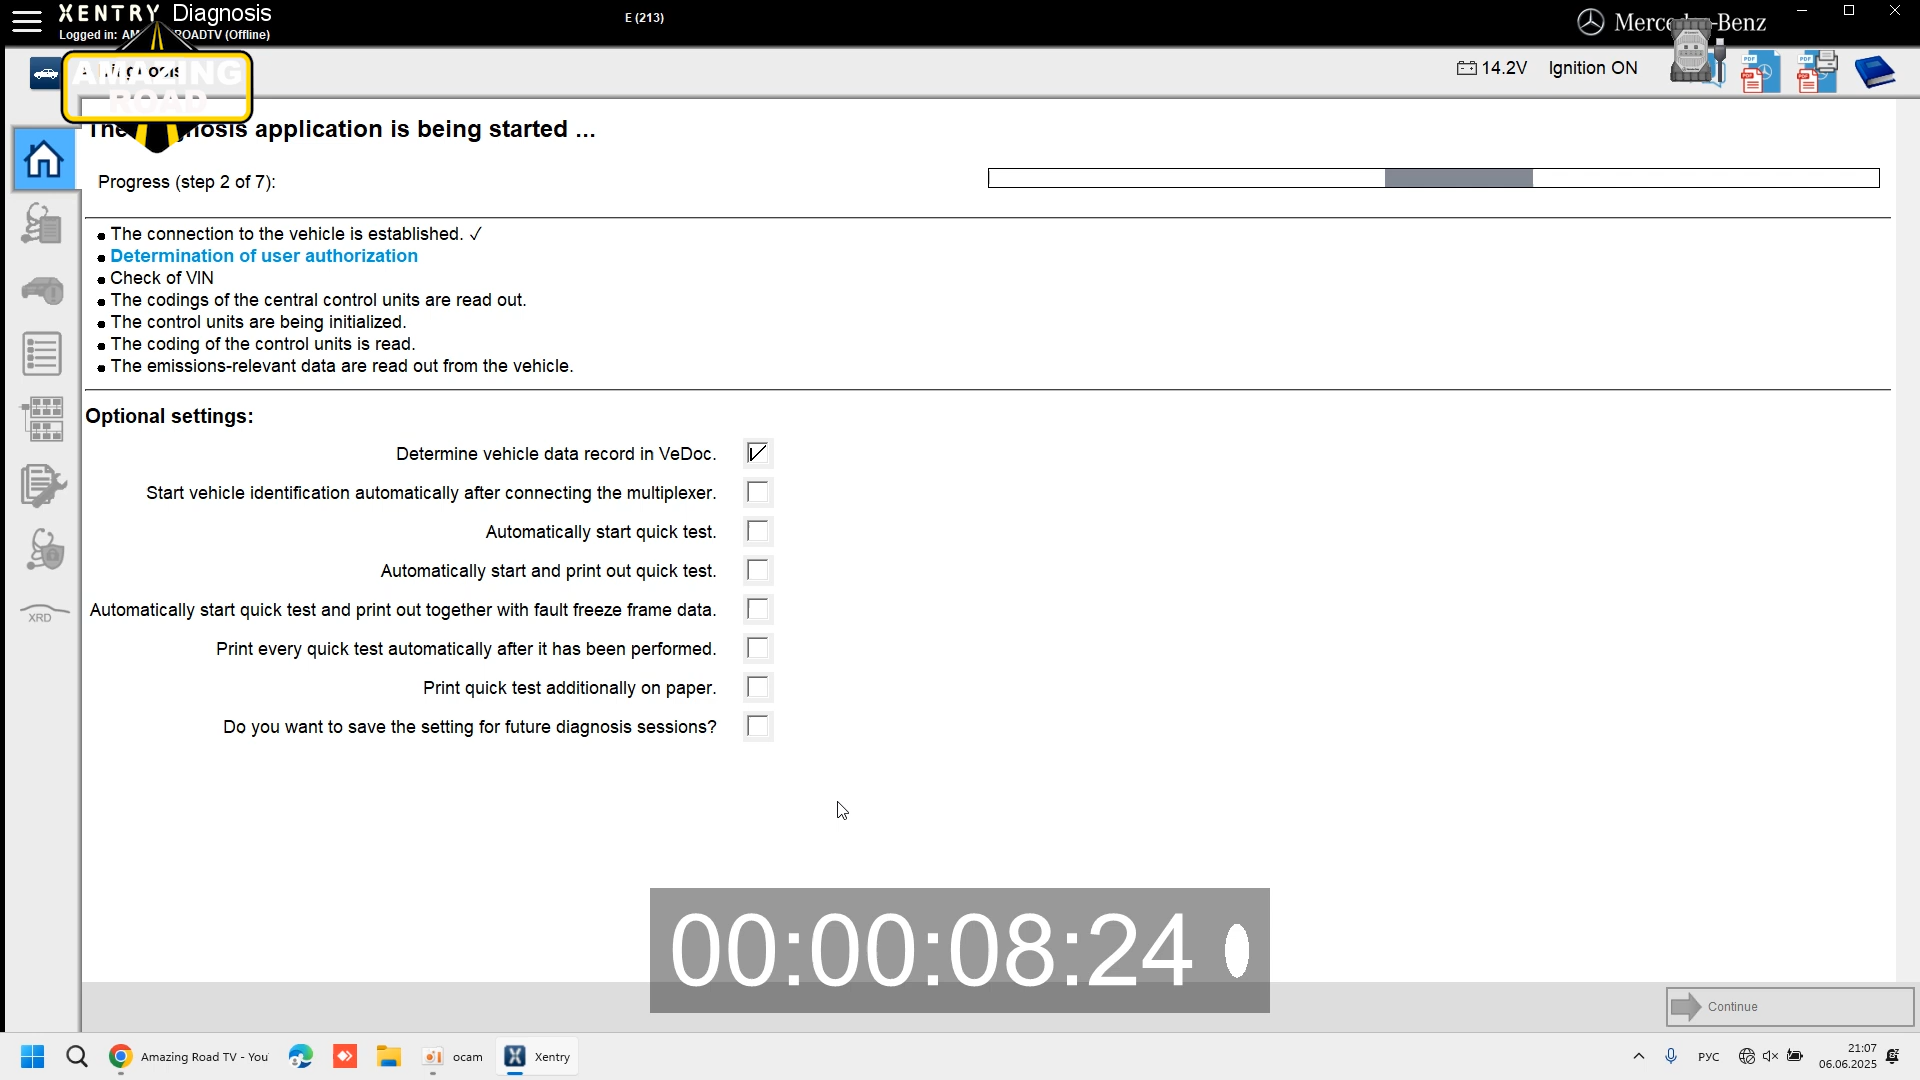 XENTRY Diagnosis
E (213)
Mercedes-Benz
Logged in: AM ROADTV (Offline)
AMAZING
ROAD
14.2V
Ignition ON
application is being started ...
Progress (step 2 of 7):
The connection to the vehicle is established. ✓
Determination of user authorization
Check of VIN
The codings of the central control units are read out.
The control units are being initialized.
The coding of the control units is read.
The emissions-relevant data are read out from the vehicle.
Optional settings:
Determine vehicle data record in VeDoc.
Start vehicle identification automatically after connecting the multiplexer.
Automatically start quick test.
Automatically start and print out quick test.
Automatically start quick test and print out together with fault freeze frame data.
Print every quick test automatically after it has been performed.
Print quick test additionally on paper.
Do you want to save the setting for future diagnosis sessions?
XRD
00:00:08:24
Continue
Amazing Road TV - You
ocam
Xentry
РУС
21:07
06.06.2025